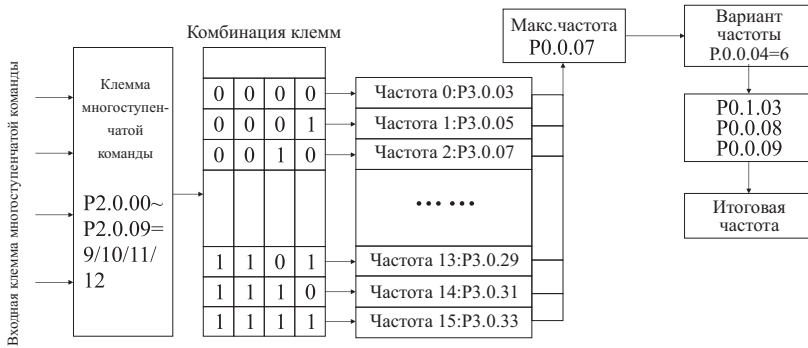 Входная клемма многоступенчатой команды
Клемма
многоступен-
чатой
команды
P2.0.00~
P2.0.09=
9/10/11/
12
Комбинация клемм
0 0 0 0
0 0 0 1
0 0 1 0
1 1 0 1
1 1 1 0
1 1 1 1
Частота 0:P3.0.03
Частота 1:P3.0.05
Частота 2:P3.0.07
... ...
Частота 13:P3.0.29
Частота 14:P3.0.31
Частота 15:P3.0.33
Макс.частота
P0.0.07
Вариант
частоты
P.0.0.04=6
P0.1.03
P0.0.08
P0.0.09
Итоговая
частота